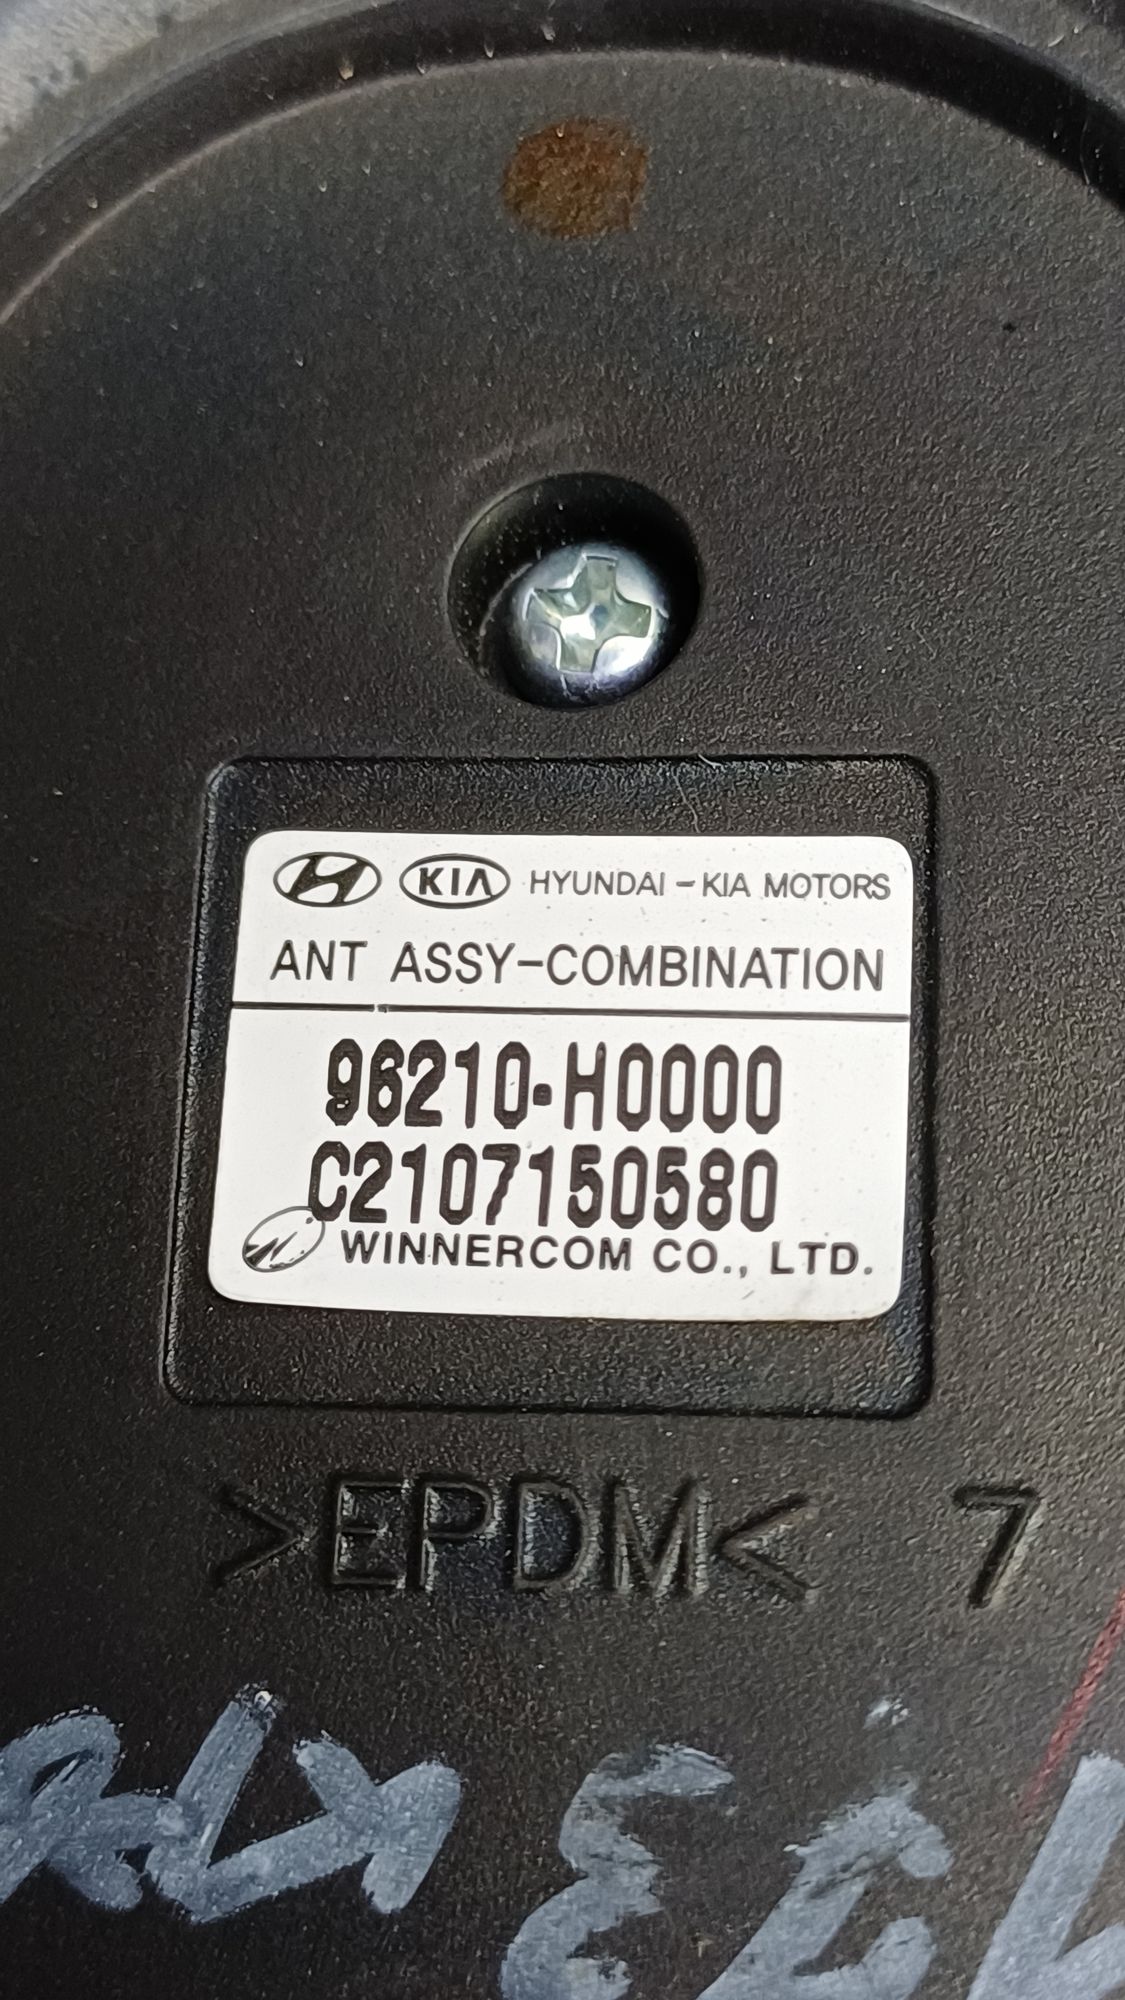 KIA HYUNDAI - KIA MOTORS
ANT ASSY-COMBINATION
96210-H0000
C2107150580
WINNERCOM CO., LTD.
>EPDM< 7